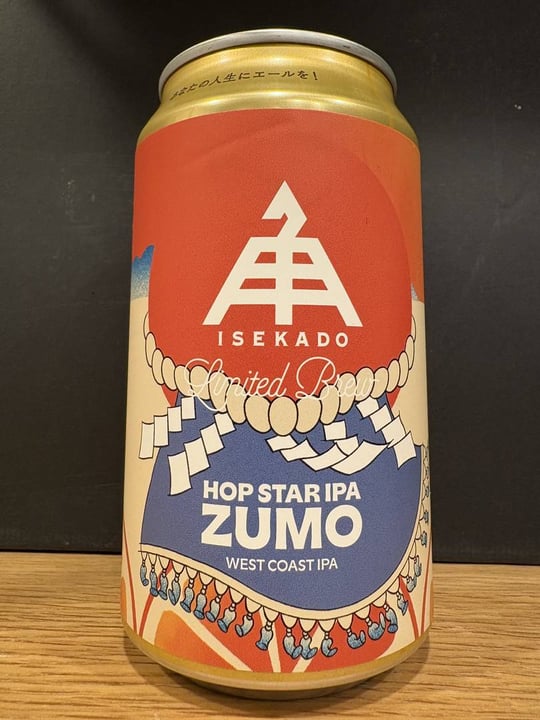 あなたの人生にエールを！
ISEKADO
Limited Brew
HOP STAR IPA
ZUMO
WEST COAST IPA